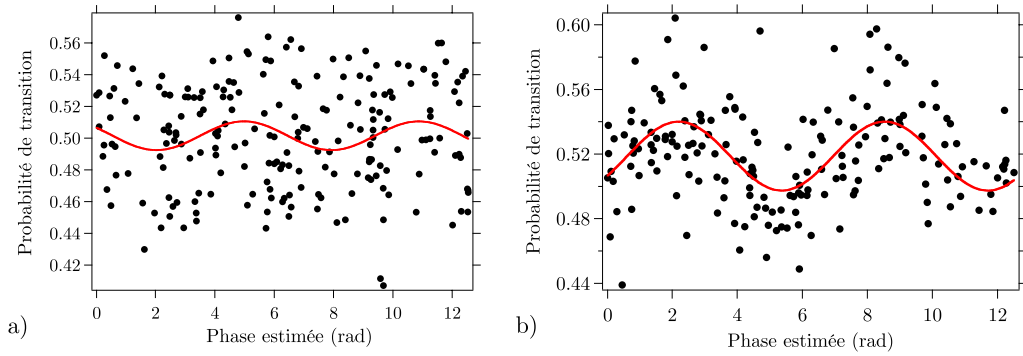 0.56
0.54
0.52
0.50
0.48
0.46
0.44
0.42
Probabilité de transition
0 2 4 6 8 10 12
Phase estimée (rad)
a)
0.60
0.56
0.52
0.48
0.44
Probabilité de transition
0 2 4 6 8 10 12
Phase estimée (rad)
b)